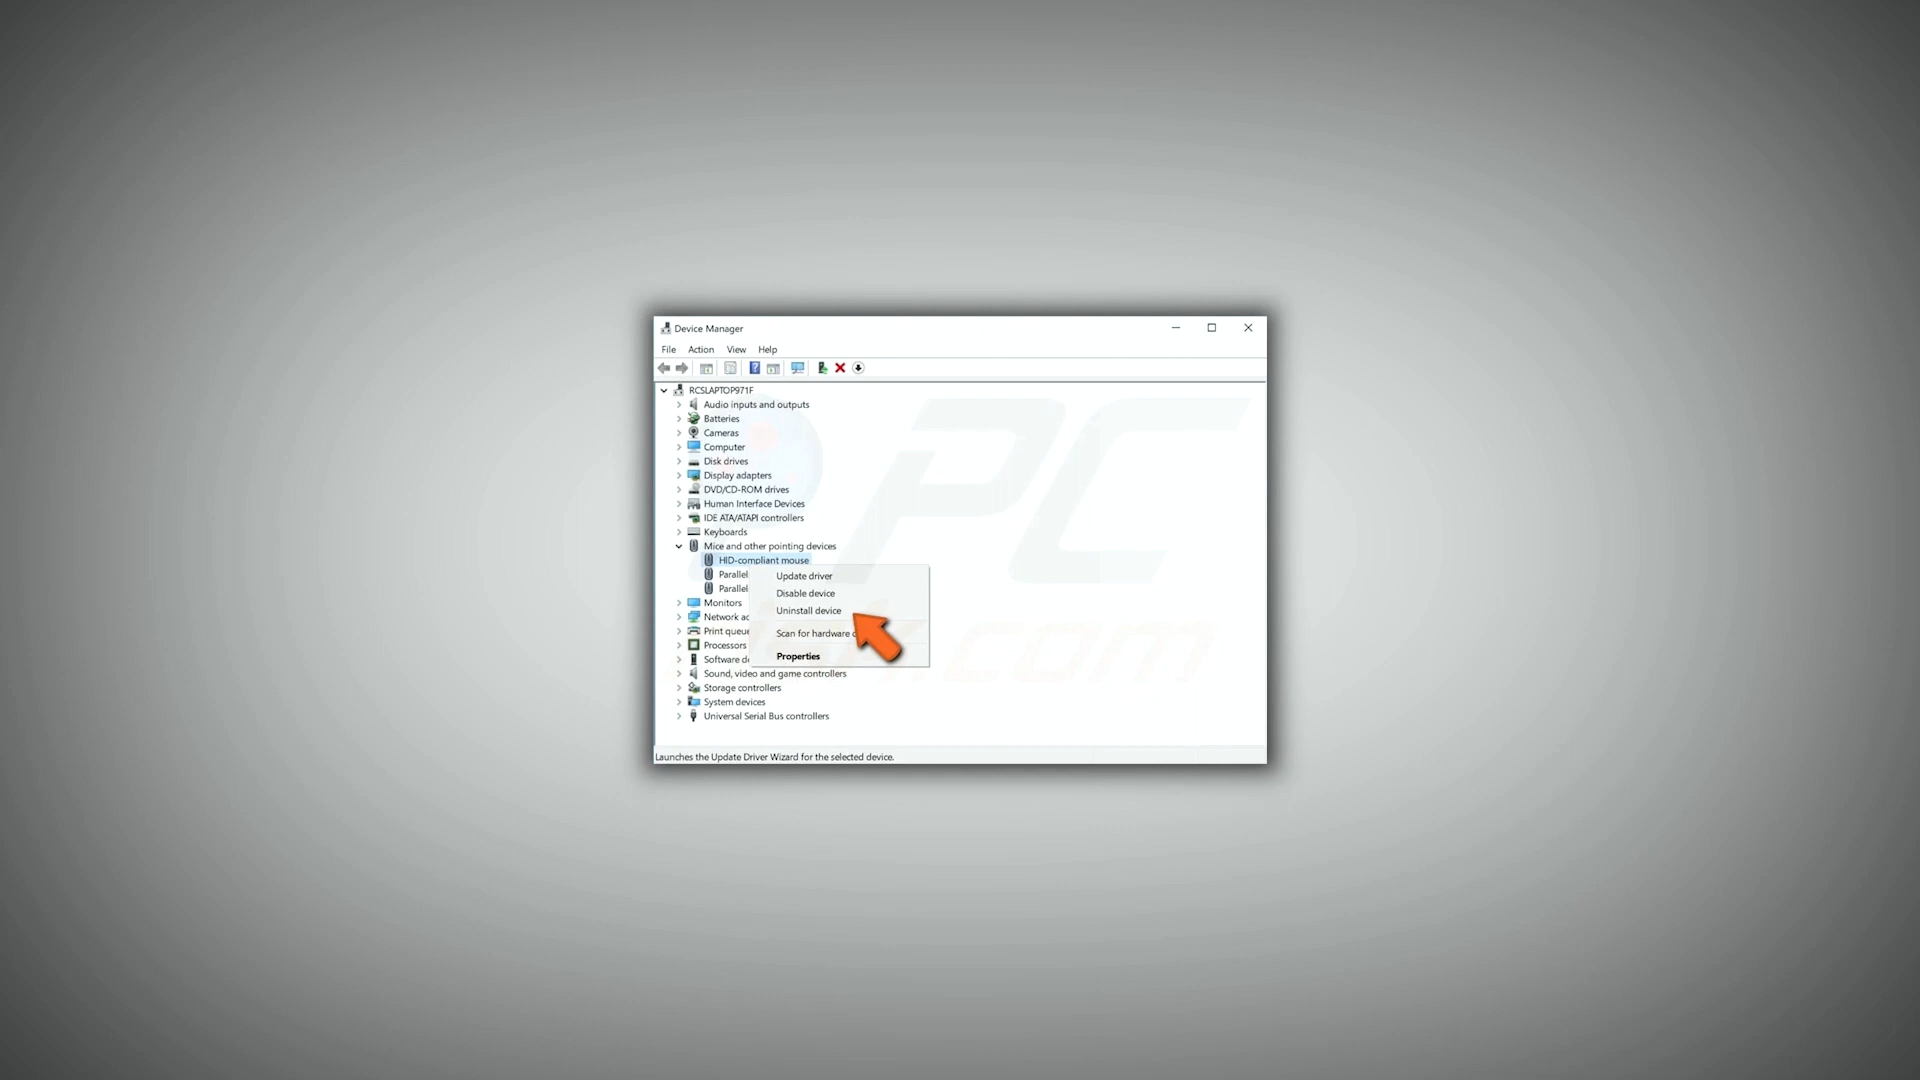 Device Manager
File Action View Help
RCSLAPTOP971F
Audio inputs and outputs
Batteries
Cameras
Computer
Disk drives
Display adapters
DVD/CD-ROM drives
Human Interface Devices
IDE ATA/ATAPI controllers
Keyboards
Mice and other pointing devices
HID-compliant mouse
Parallel
Parallel
Monitors
Network
Print queue
Processors
Software
Sound, video and game controllers
Storage controllers
System devices
Universal Serial Bus controllers
Update driver
Disable device
Uninstall device
Scan for hardware
Properties
Launches the Update Driver Wizard for the selected device.
PC
.com